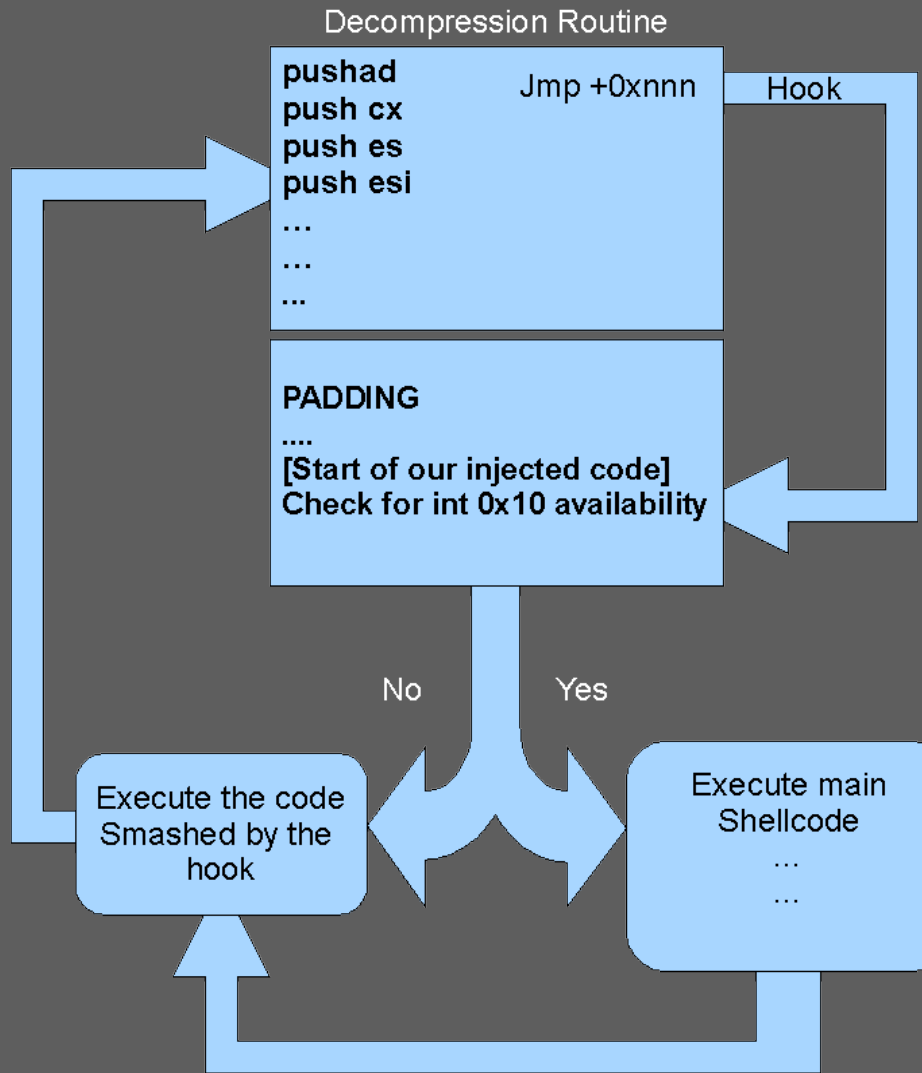 Decompression Routine
pushad
Jmp +0xnnn
Hook
push cx
push es
push esi
...
...
...
PADDING
....
[Start of our injected code]
Check for int 0x10 availability
No
Yes
Execute the code
Smashed by the
hook
Execute main
Shellcode
...
...